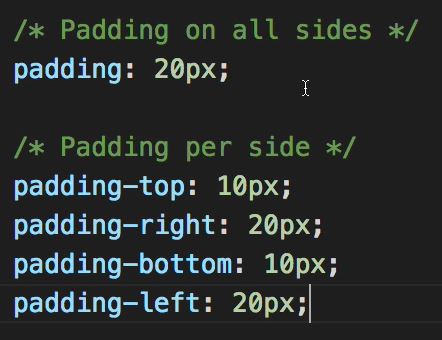 /* Padding on all sides */
padding: 20px;
/* Padding per side */
padding-top: 10px;
padding-right: 20px;
padding-bottom: 10px;
padding-left: 20px;